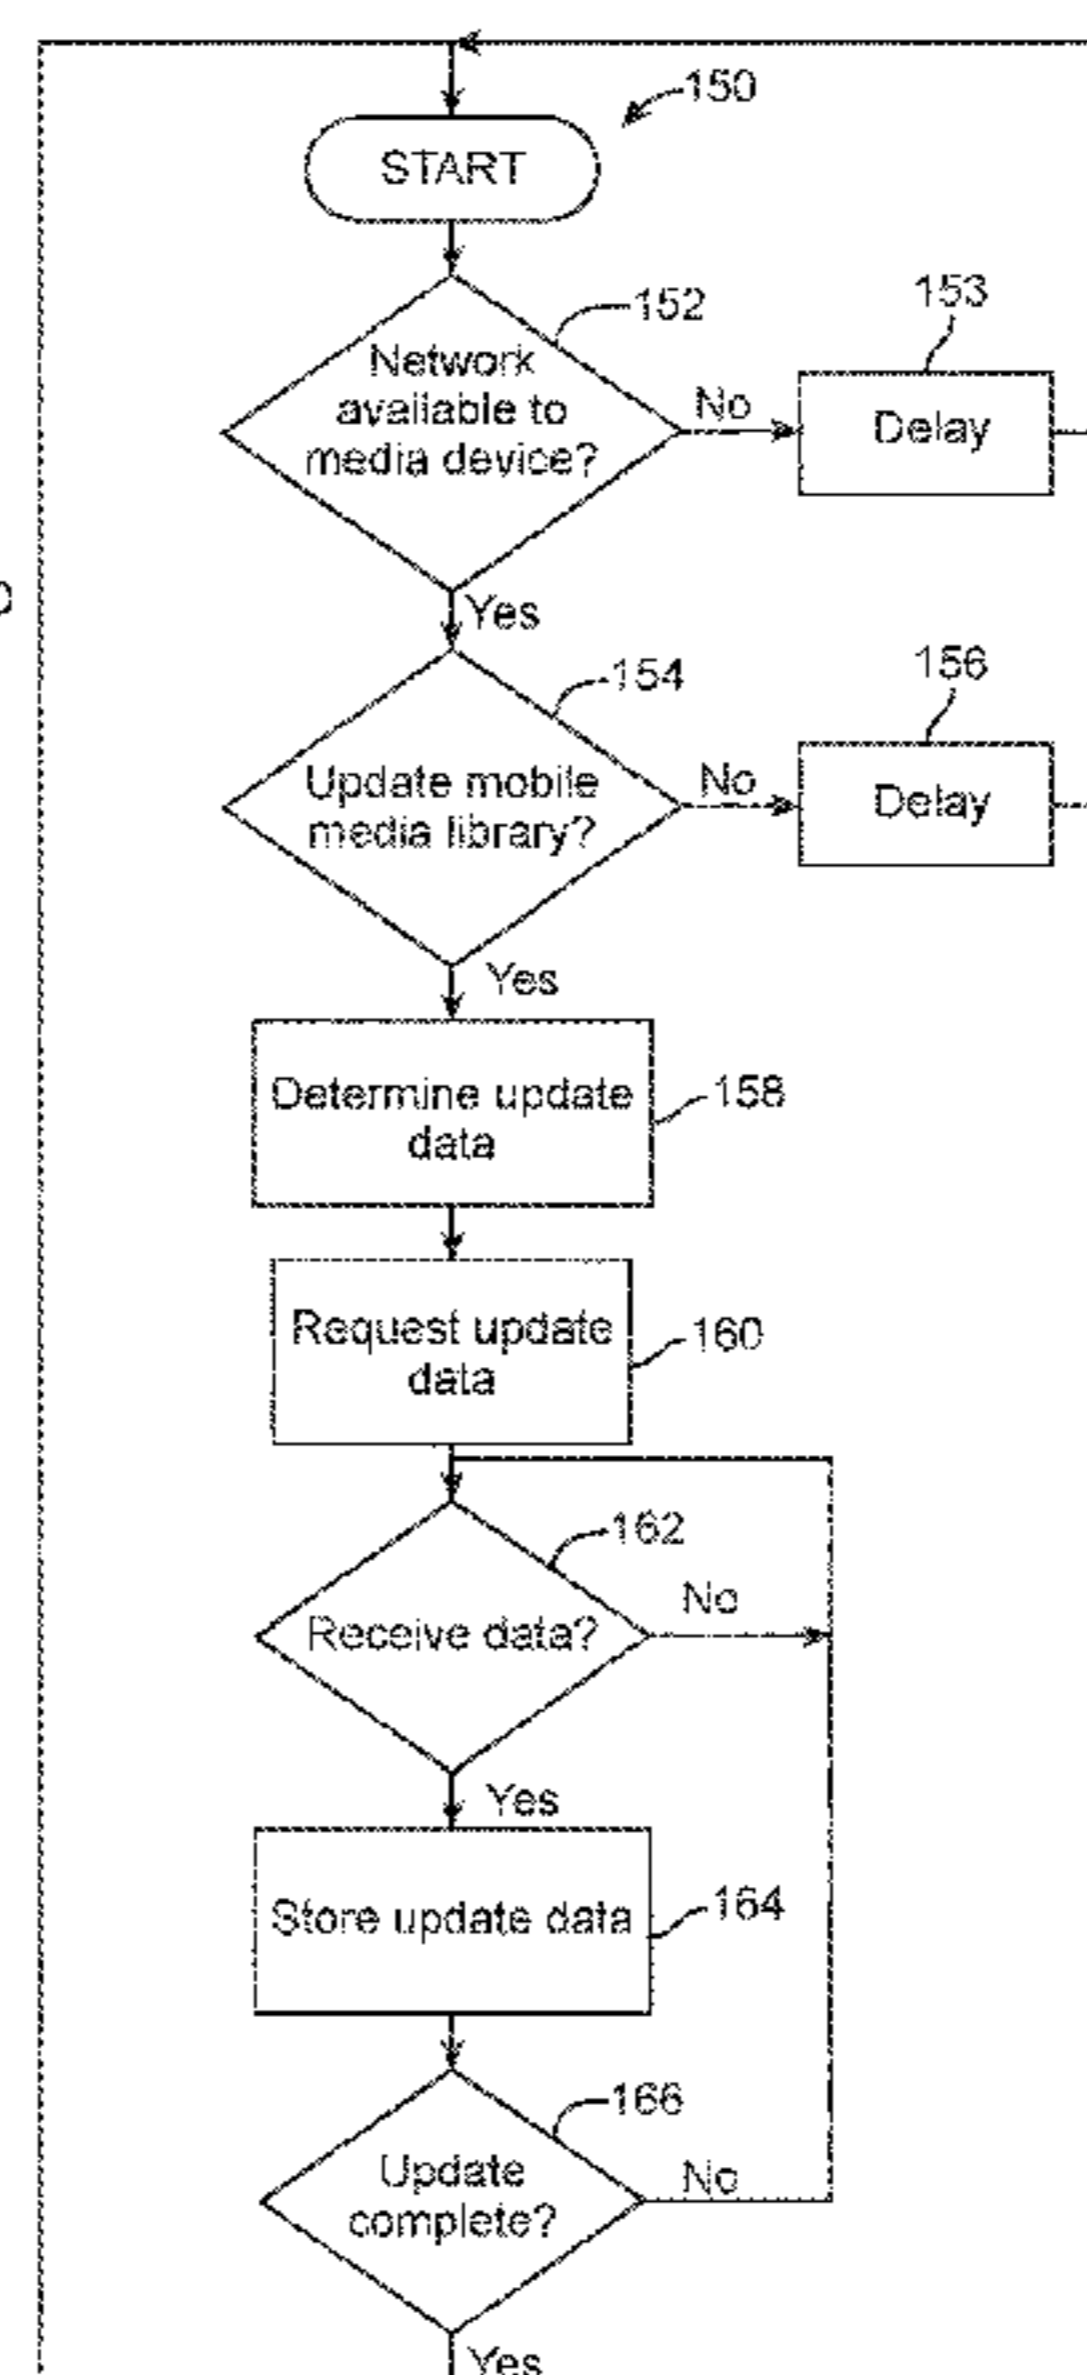 150
START
152
Network
available to
media device?
No
153
Delay
Yes
154
Update mobile
media library?
No
156
Delay
Yes
Determine update
data
158
Request update
data
160
162
Receive data?
No
Yes
Store update data
164
166
Update
complete?
No
Yes